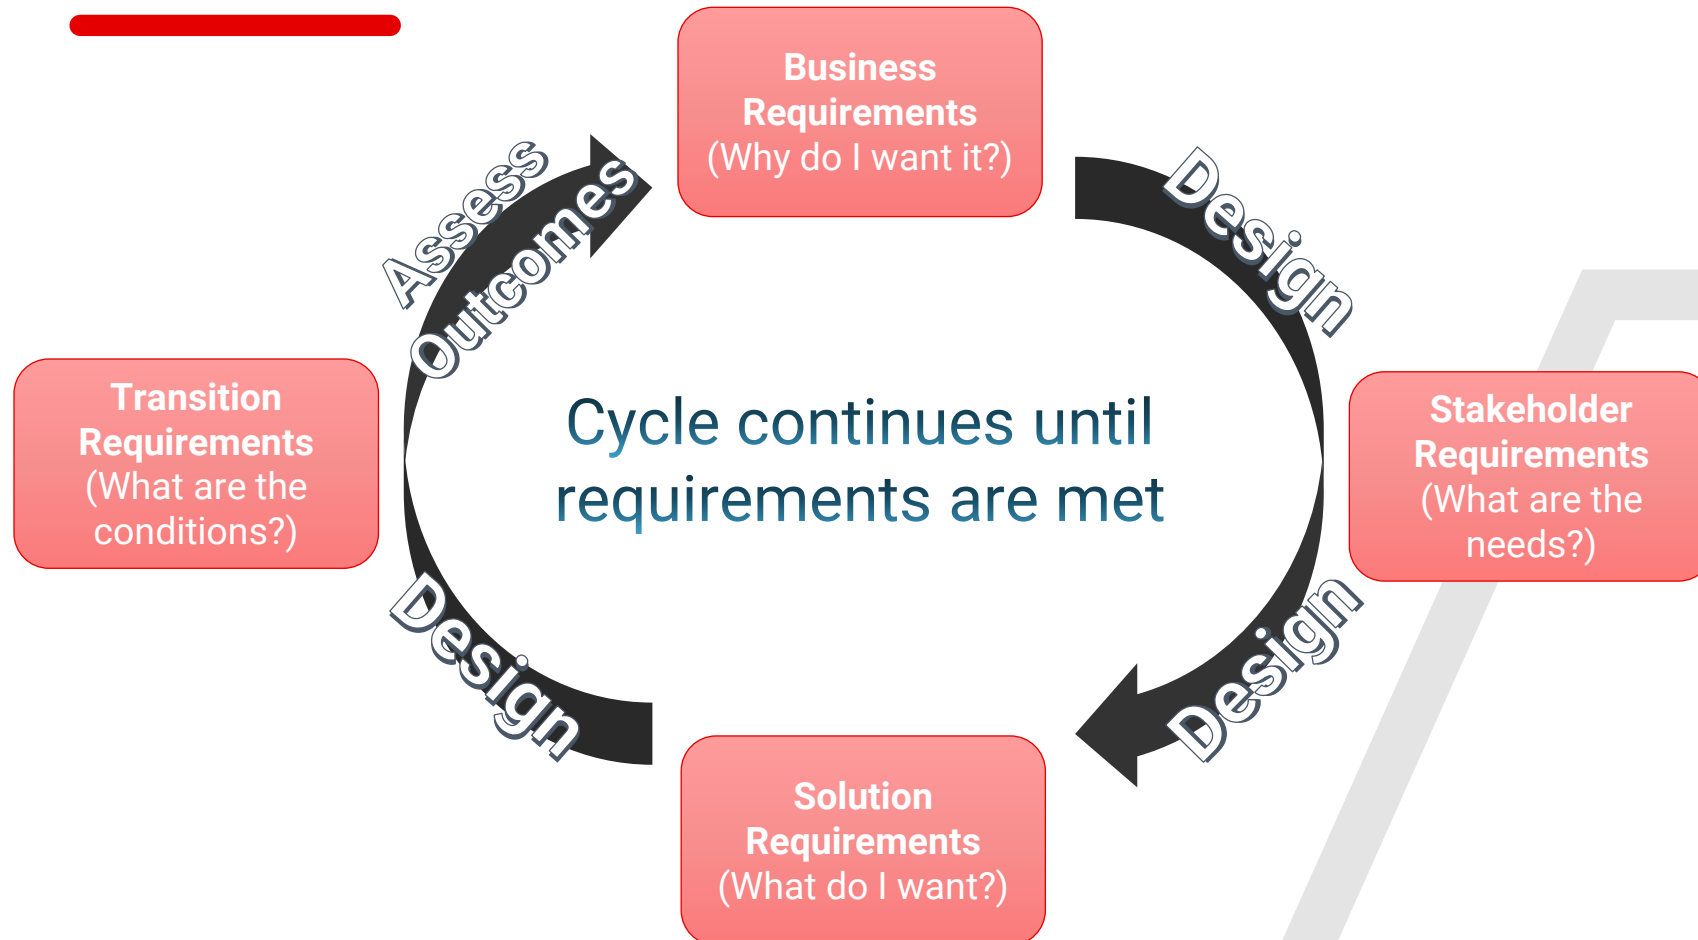 Business
Requirements
(Why do I want it?)
Assess
Outcomes
Design
Transition
Requirements
(What are the
conditions?)
Cycle continues until
requirements are met
Stakeholder
Requirements
(What are the
needs?)
Design
Design
Solution
Requirements
(What do I want?)